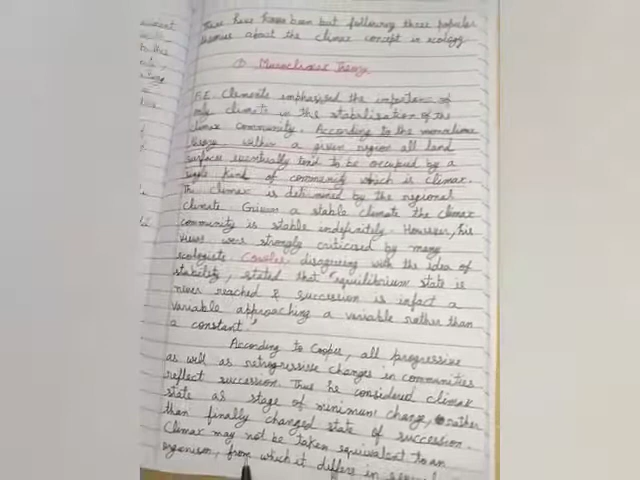 There have been but following three popular
themes about the climax concept in ecology
① Monoclimax Theory
F.E. Clements emphasised the importance of
only climate in the stabilisation of the
climax community. According to the monoclimax
theory within a given region all land
surfaces eventually tend to be occupied by a
single kind of community which is climax.
The climax is determined by the regional
climate. Given a stable climate the climax
community is stable indefinitely. However, his
views were strongly criticised by many
ecologists. disagreeing with the idea of
stability, stated that "equilibrium state is
never reached & succession is infact a
variable approaching a variable rather than
a constant"
According to Cooper, all progressive
as well as retrogressive changes in communities
reflect succession. Thus he considered climax
state as stage of minimum change, rather
than finally changed state of succession.
Climax may not be taken equivalent to an
organism, from which it differs in